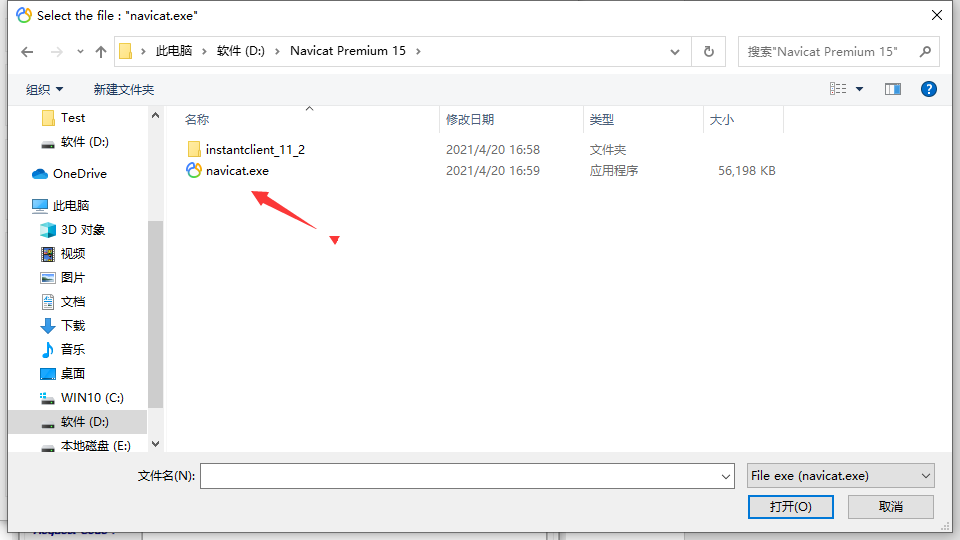 Select the file : "navicat.exe"
此电脑 软件 (D:) Navicat Premium 15
搜索"Navicat Premium 15"
组织 新建文件夹
名称 修改日期 类型 大小
instantclient_11_2 2021/4/20 16:58 文件夹
navicat.exe 2021/4/20 16:59 应用程序 56,198 KB
Test
软件 (D:)
OneDrive
此电脑
3D 对象
视频
图片
文档
下载
音乐
桌面
WIN10 (C:)
软件 (D:)
本地磁盘 (E:)
文件名(N):
File exe (navicat.exe)
打开(O) 取消
Request Code :